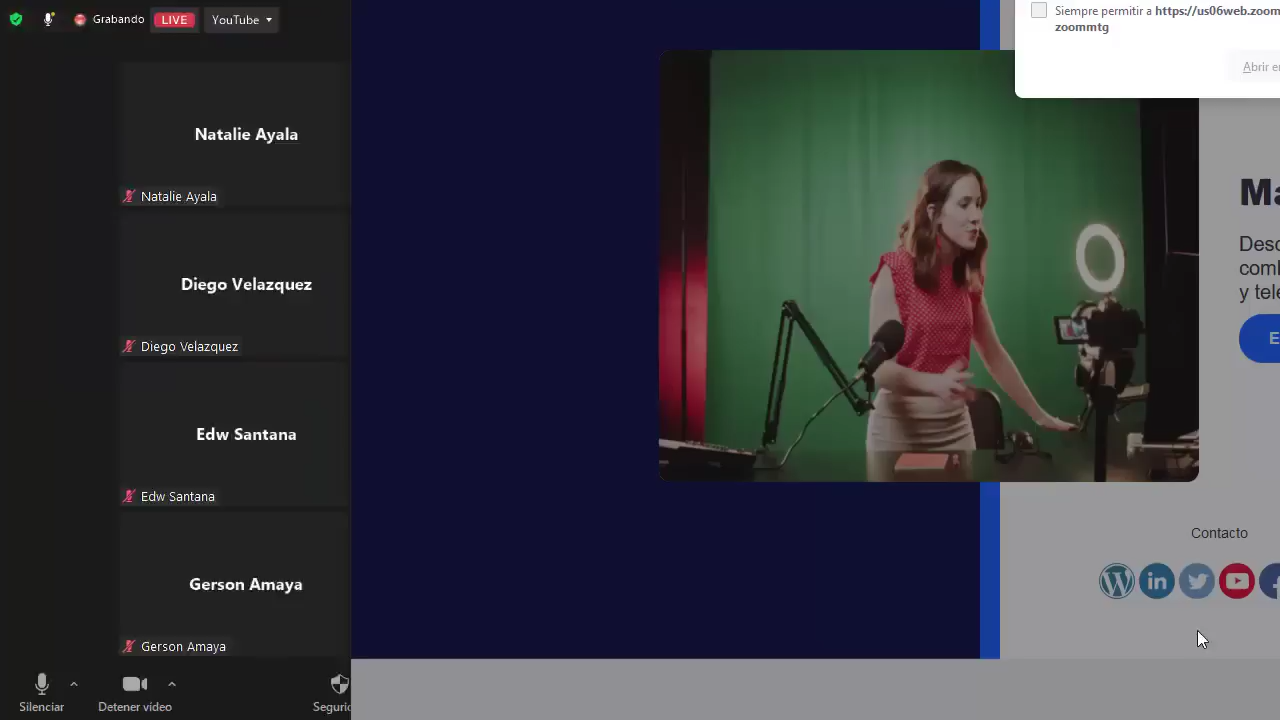 Grabando
LIVE
YouTube
Natalie Ayala
Natalie Ayala
Diego Velazquez
Diego Velazquez
Edw Santana
Edw Santana
Gerson Amaya
Gerson Amaya
Silenciar
Detener video
Siempre permitir a https://us06web.zoom
zoommtg
Abrir
Contacto